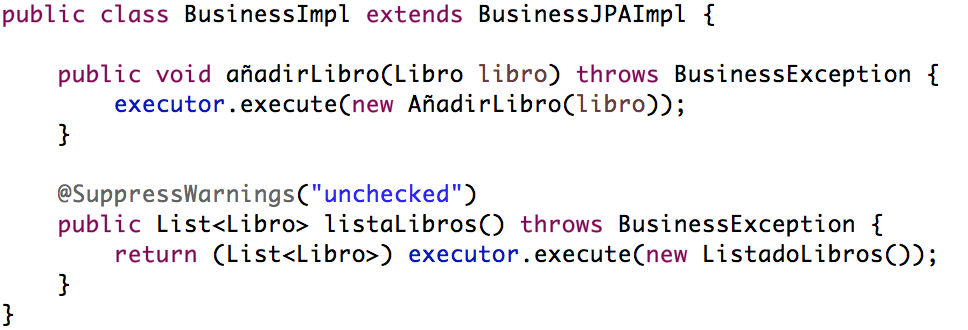 public class BusinessImpl extends BusinessJPAImpl {
public void añadirLibro(Libro libro) throws BusinessException {
executor.execute(new AñadirLibro(libro));
}
@SuppressWarnings("unchecked")
public List<Libro> listaLibros() throws BusinessException {
return (List<Libro>) executor.execute(new ListadoLibros());
}
}